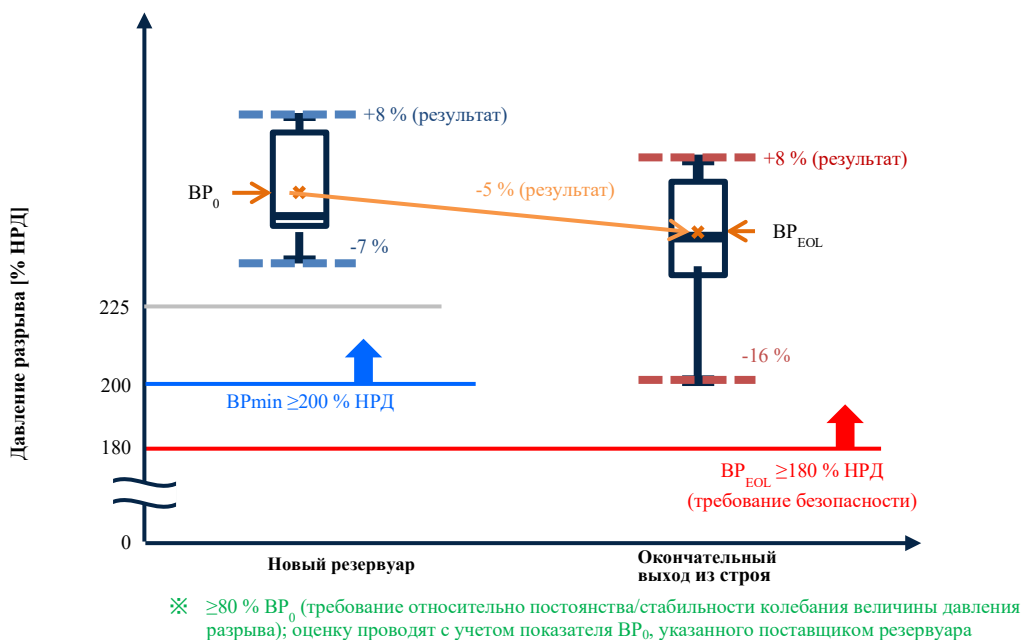 +8 % (результат)
+8 % (результат)
BP₀
-5 % (результат)
BP_EOL
-7 %
Давление разрыва [% НРД]
225
-16 %
200
BPmin ≥200 % НРД
180
BP_EOL ≥180 % НРД
(требование безопасности)
0
Новый резервуар
Окончательный
выход из строя
※ ≥80 % BP₀ (требование относительно постоянства/стабильности колебания величины давления
разрыва); оценку проводят с учетом показателя BP₀, указанного поставщиком резервуара